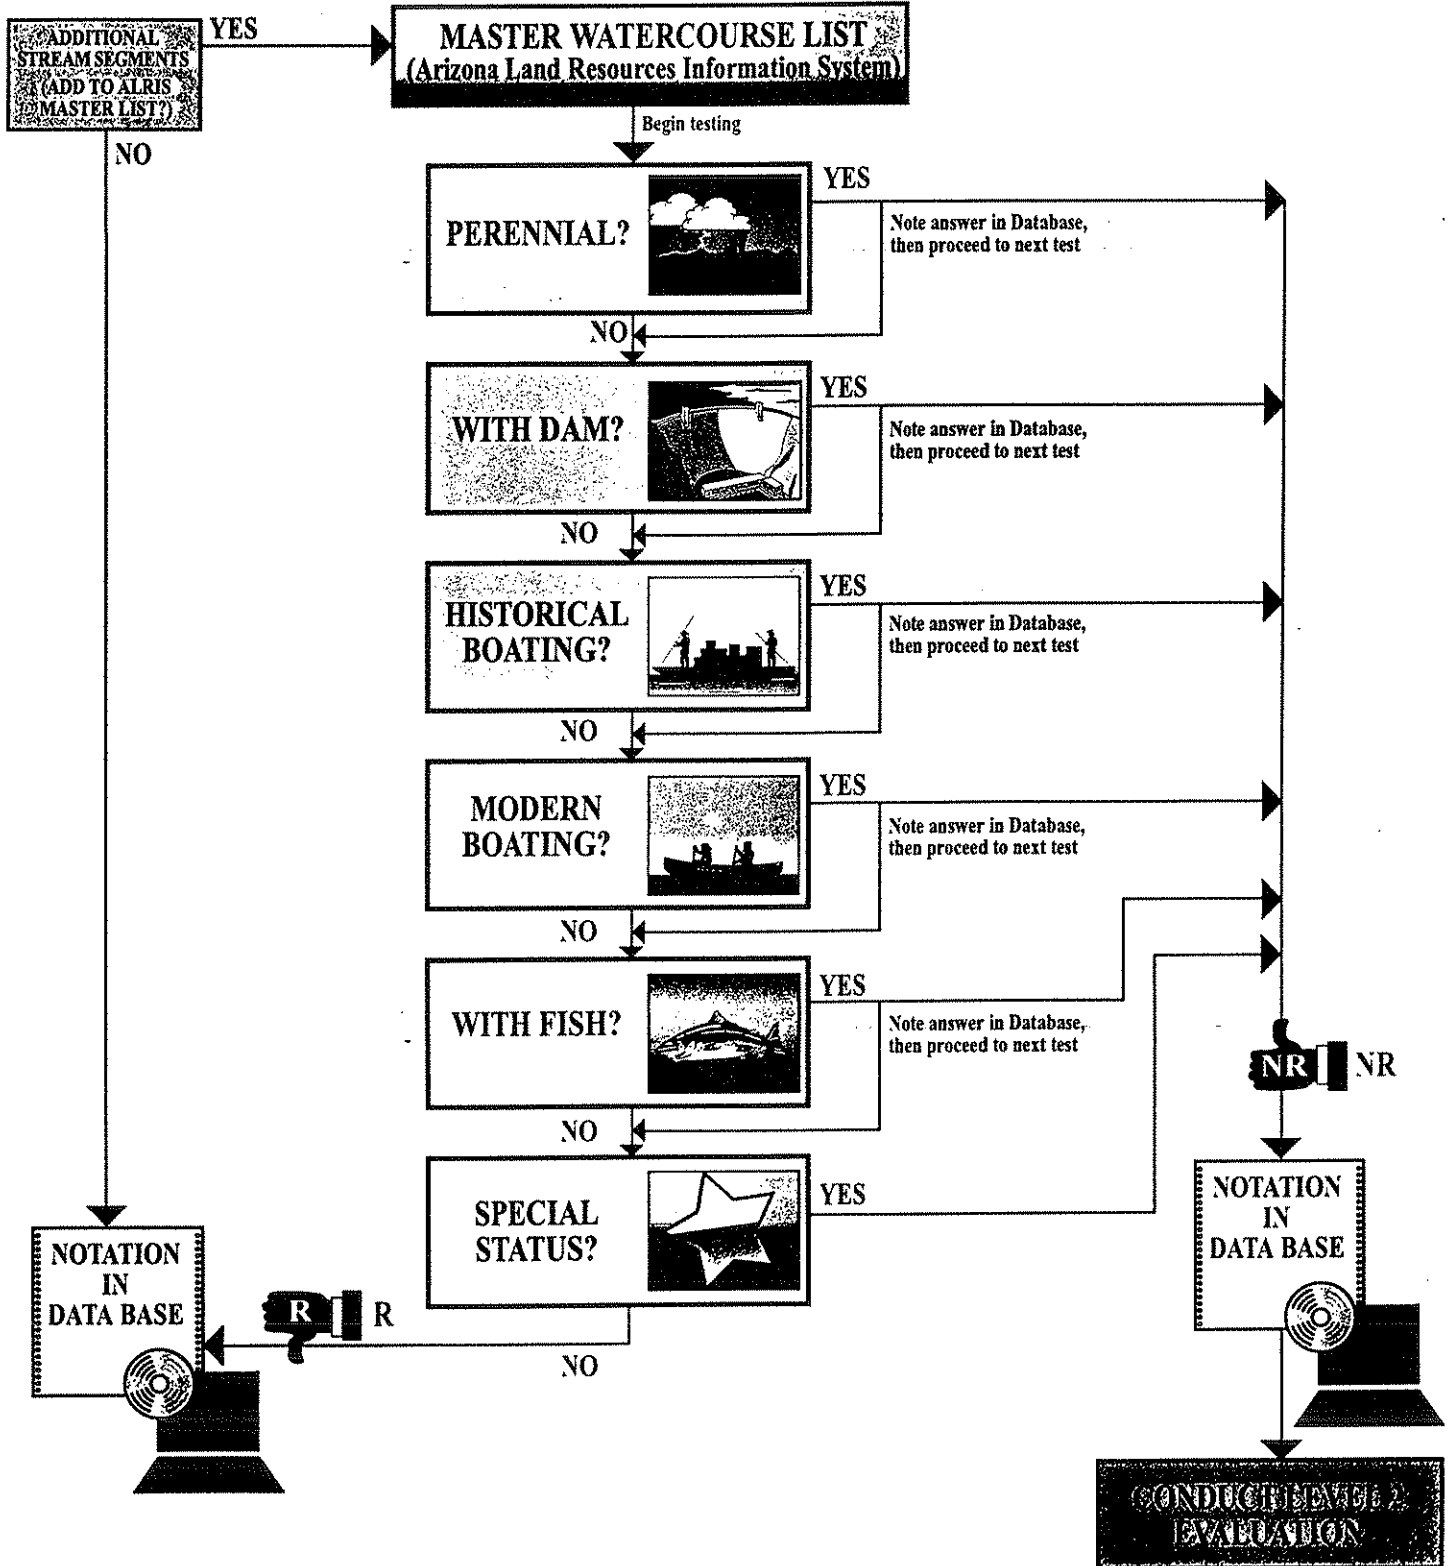 ADDITIONAL
STREAM SEGMENTS
(ADD TO ALRIS
MASTER LIST?)
YES
NO
MASTER WATERCOURSE LIST
(Arizona Land Resources Information System)
Begin testing
PERENNIAL?
YES
Note answer in Database,
then proceed to next test
NO
WITH DAM?
YES
Note answer in Database,
then proceed to next test
NO
HISTORICAL
BOATING?
YES
Note answer in Database,
then proceed to next test
NO
MODERN
BOATING?
YES
Note answer in Database,
then proceed to next test
NO
WITH FISH?
YES
Note answer in Database,
then proceed to next test
NO
SPECIAL
STATUS?
YES
NO
R
R
NOTATION
IN
DATA BASE
NR
NR
NOTATION
IN
DATA BASE
CONDUCT LEVEL 2
EVALUATION